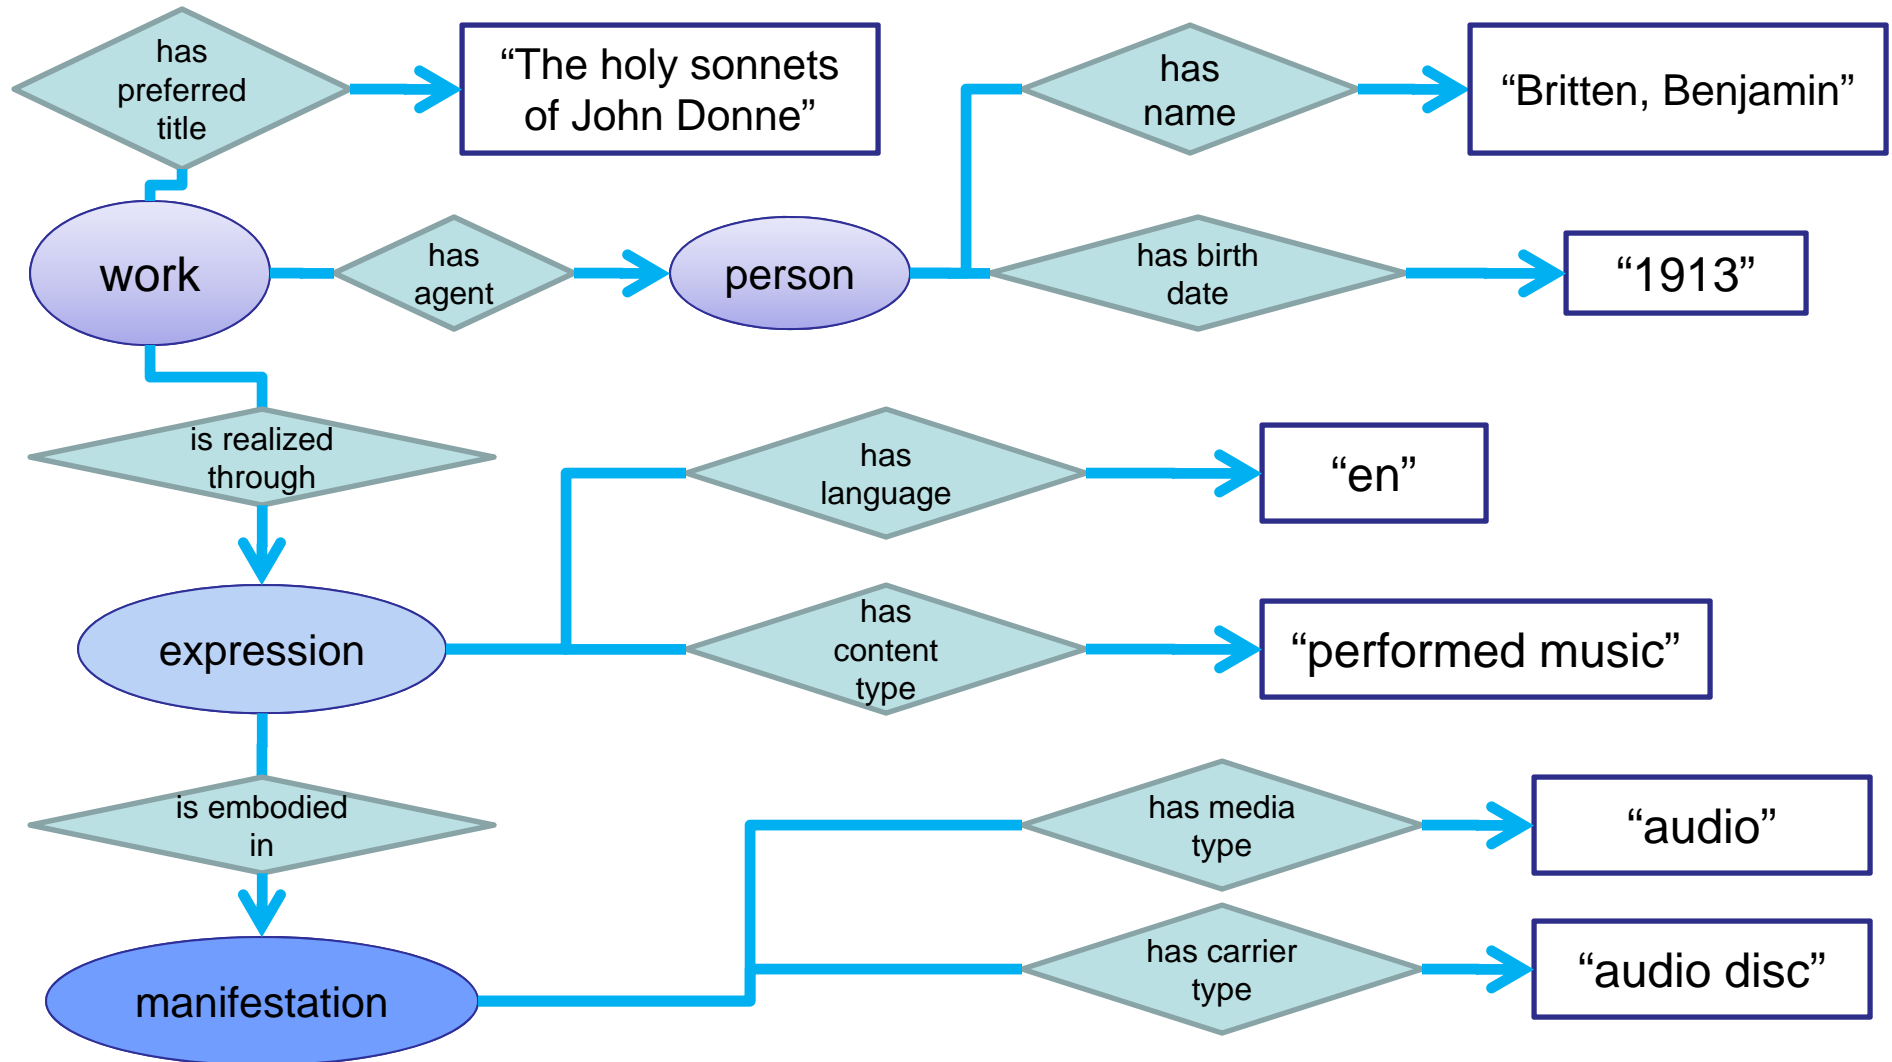 has
preferred
title
“The holy sonnets
of John Donne”
has
name
“Britten, Benjamin”
work
has
agent
person
has birth
date
“1913”
is realized
through
has
language
“en”
expression
has
content
type
“performed music”
is embodied
in
has media
type
“audio”
manifestation
has carrier
type
“audio disc”